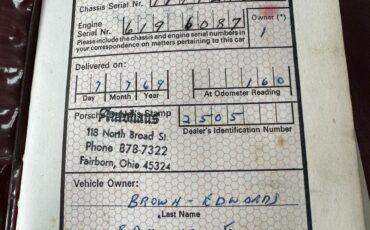 Chassis Serial Nr.
Engine Serial Nr. 619 6087
Owner (*)
1
Please include the chassis and engine serial numbers in
your correspondence on matters pertaining to this car
Delivered on:
7 7 69 160
Day Month Year At Odometer Reading
Stamp 2505
118 North Broad St. Dealer's Identification Number
Phone 878-7322
Fairborn, Ohio 45324
Vehicle Owner:
BROWN - EDWARDS
Last Name